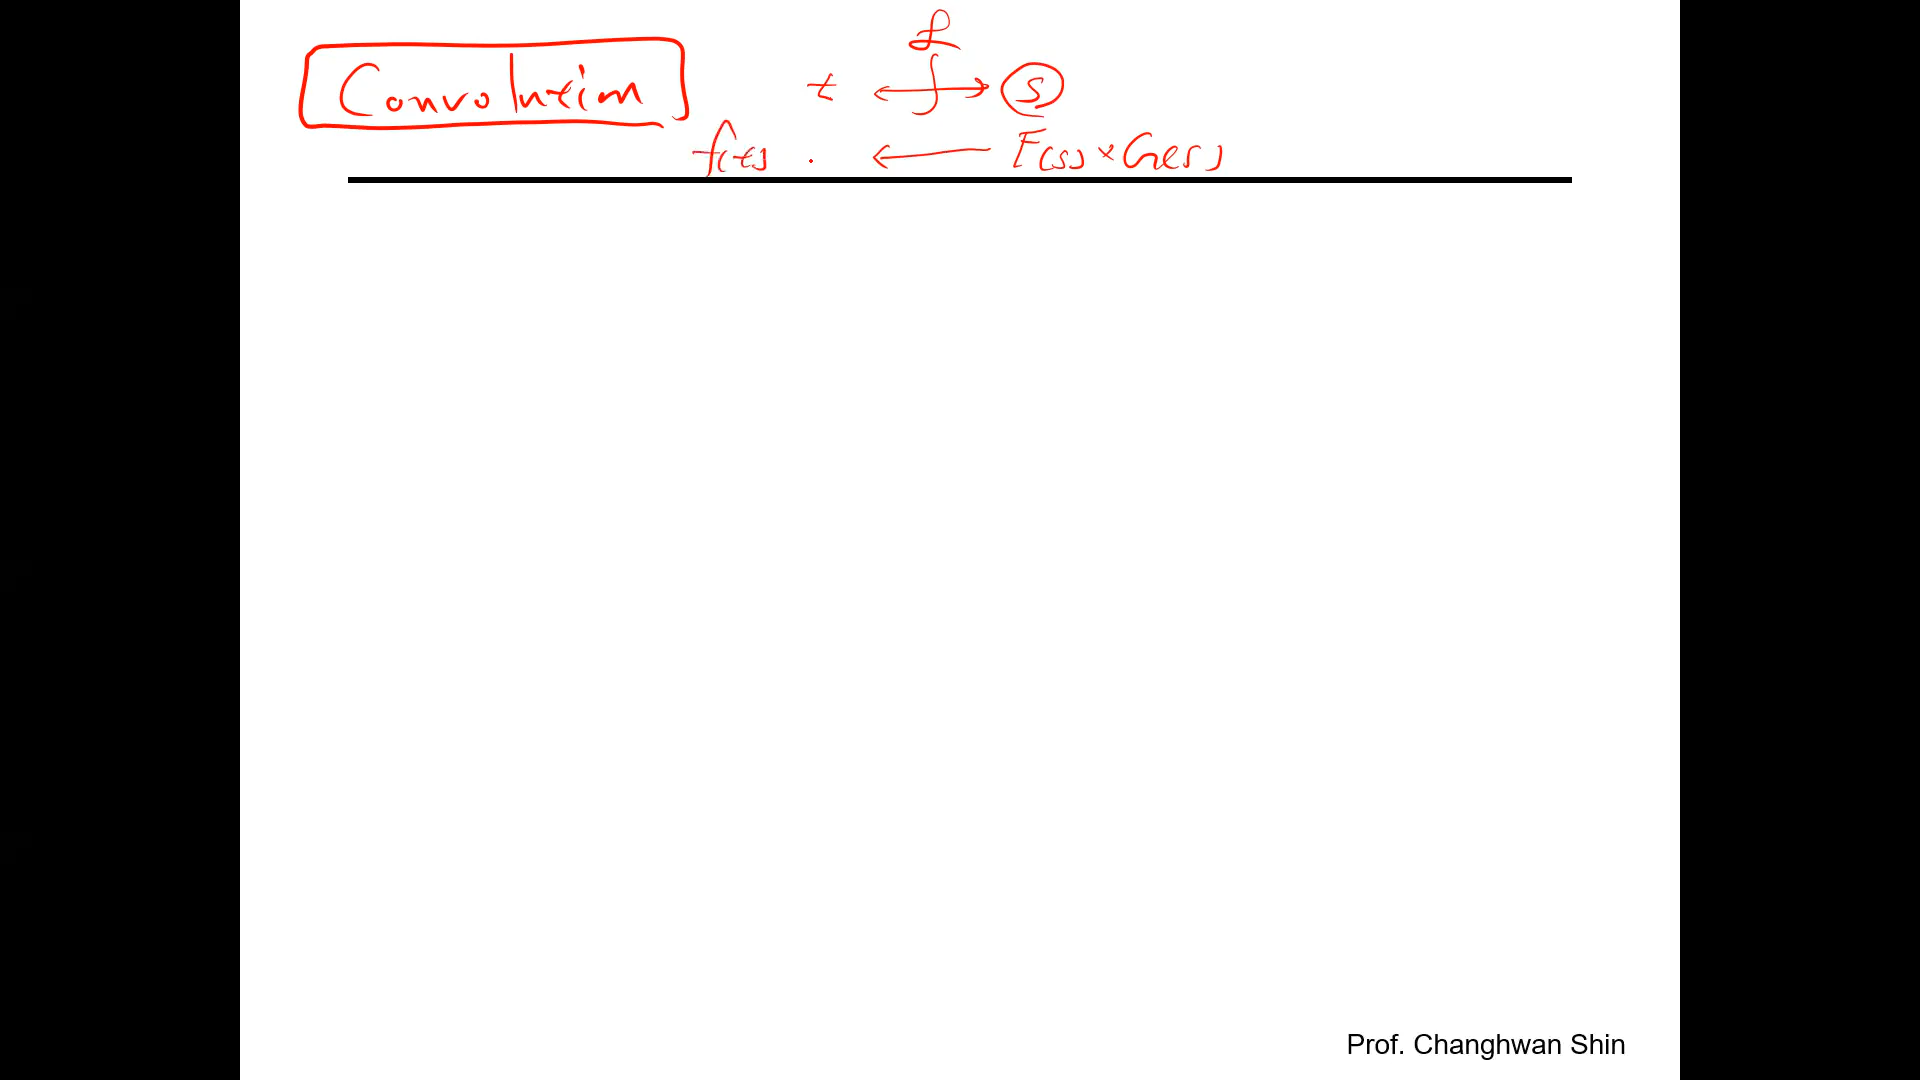 Convolution
t ←∫→ ⓢ ℒ
f(t) · ← F(s) × G(s)
Prof. Changhwan Shin